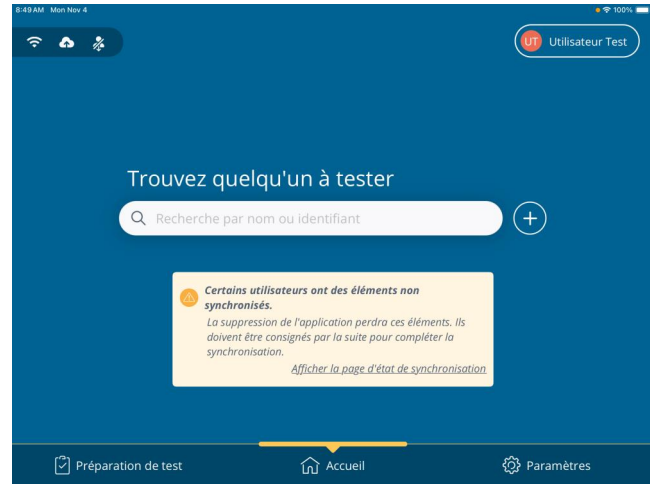 8:49 AM Mon Nov 4
100%
UT Utilisateur Test
Trouvez quelqu'un à tester
Recherche par nom ou identifiant
Certains utilisateurs ont des éléments non
synchronisés.
La suppression de l'application perdra ces éléments. Ils
doivent être consignés par la suite pour compléter la
synchronisation.
Afficher la page d'état de synchronisation
Préparation de test
Accueil
Paramètres